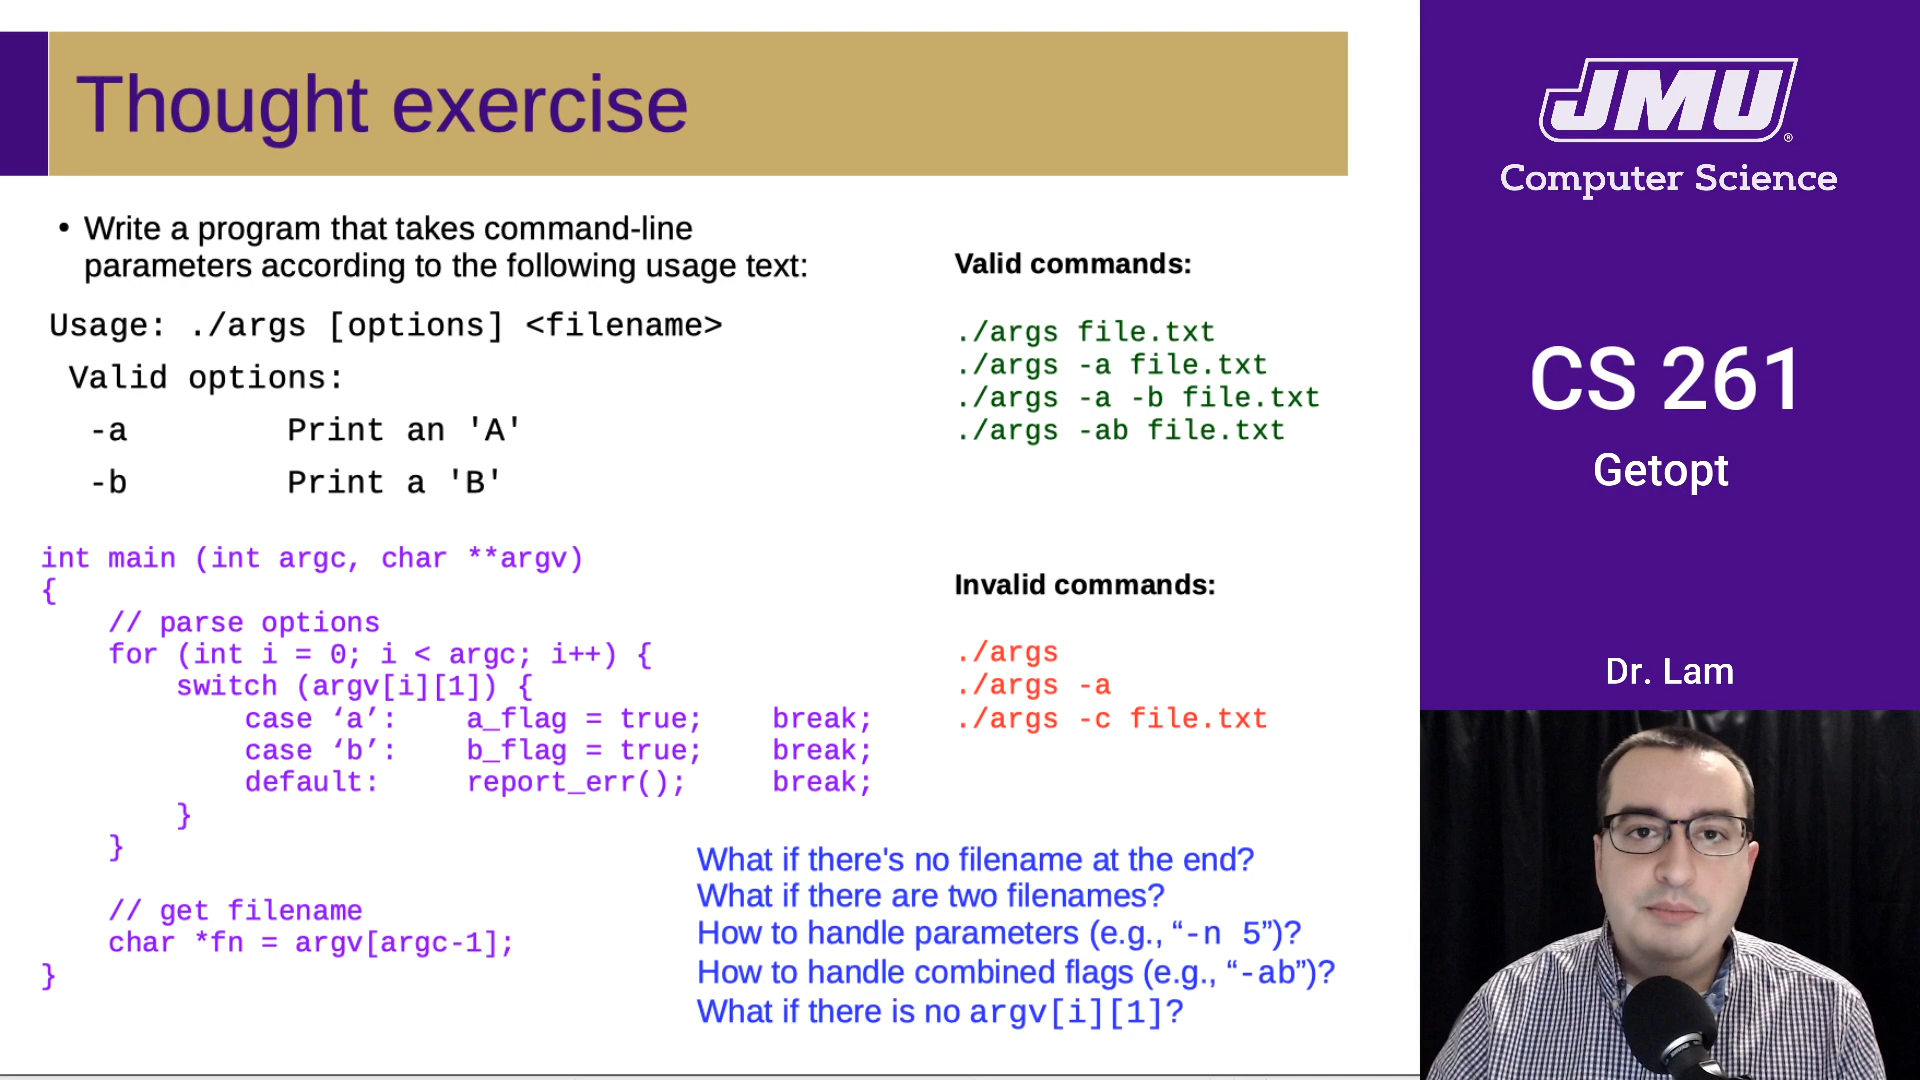 Thought exercise
• Write a program that takes command-line
parameters according to the following usage text:
Usage: ./args [options] <filename>
Valid options:
-a Print an 'A'
-b Print a 'B'
int main (int argc, char **argv)
{
// parse options
for (int i = 0; i < argc; i++) {
switch (argv[i][1]) {
case ‘a’: a_flag = true; break;
case ‘b’: b_flag = true; break;
default: report_err(); break;
}
}
// get filename
char *fn = argv[argc-1];
}
Valid commands:
./args file.txt
./args -a file.txt
./args -a -b file.txt
./args -ab file.txt
Invalid commands:
./args
./args -a
./args -c file.txt
What if there's no filename at the end?
What if there are two filenames?
How to handle parameters (e.g., “-n 5”)?
How to handle combined flags (e.g., “-ab”)?
What if there is no argv[i][1]?
JMU®
Computer Science
CS 261
Getopt
Dr. Lam